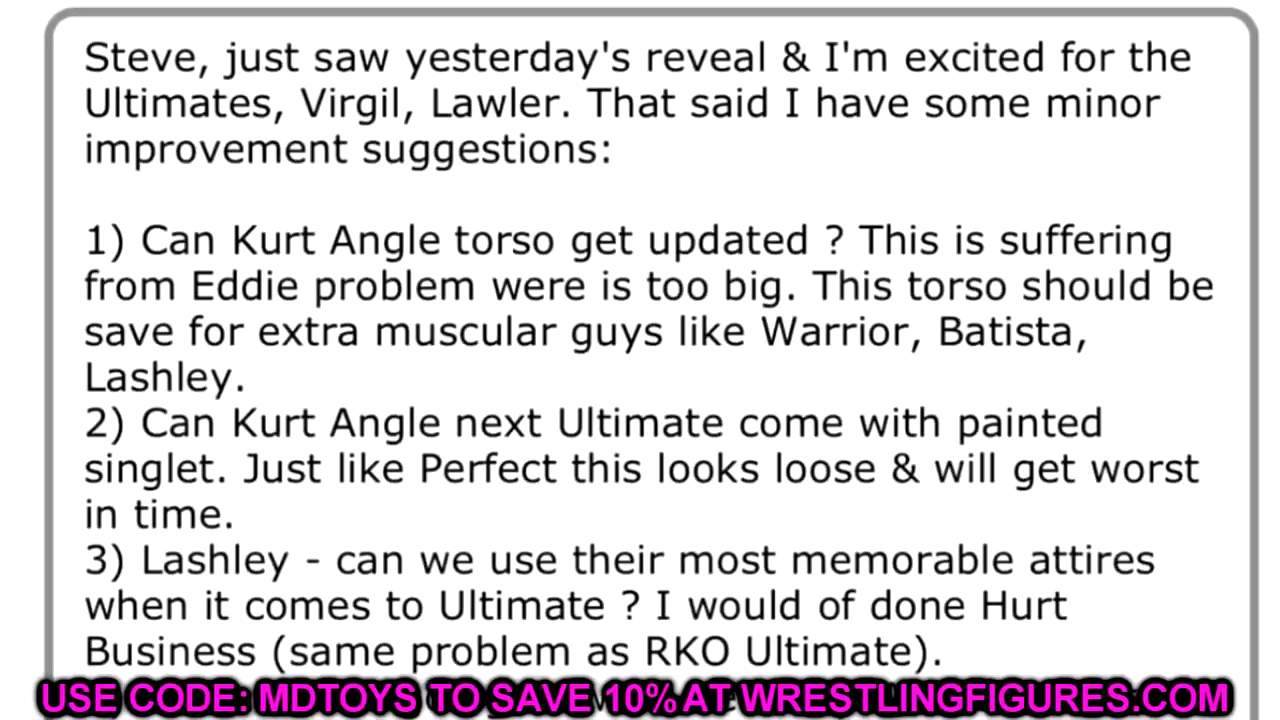 Steve, just saw yesterday's reveal & I'm excited for the
Ultimates, Virgil, Lawler. That said I have some minor
improvement suggestions:
1) Can Kurt Angle torso get updated ? This is suffering
from Eddie problem were is too big. This torso should be
save for extra muscular guys like Warrior, Batista,
Lashley.
2) Can Kurt Angle next Ultimate come with painted
singlet. Just like Perfect this looks loose & will get worst
in time.
3) Lashley - can we use their most memorable attires
when it comes to Ultimate ? I would of done Hurt
Business (same problem as RKO Ultimate).
USE CODE: MDTOYS TO SAVE 10% AT WRESTLINGFIGURES.COM